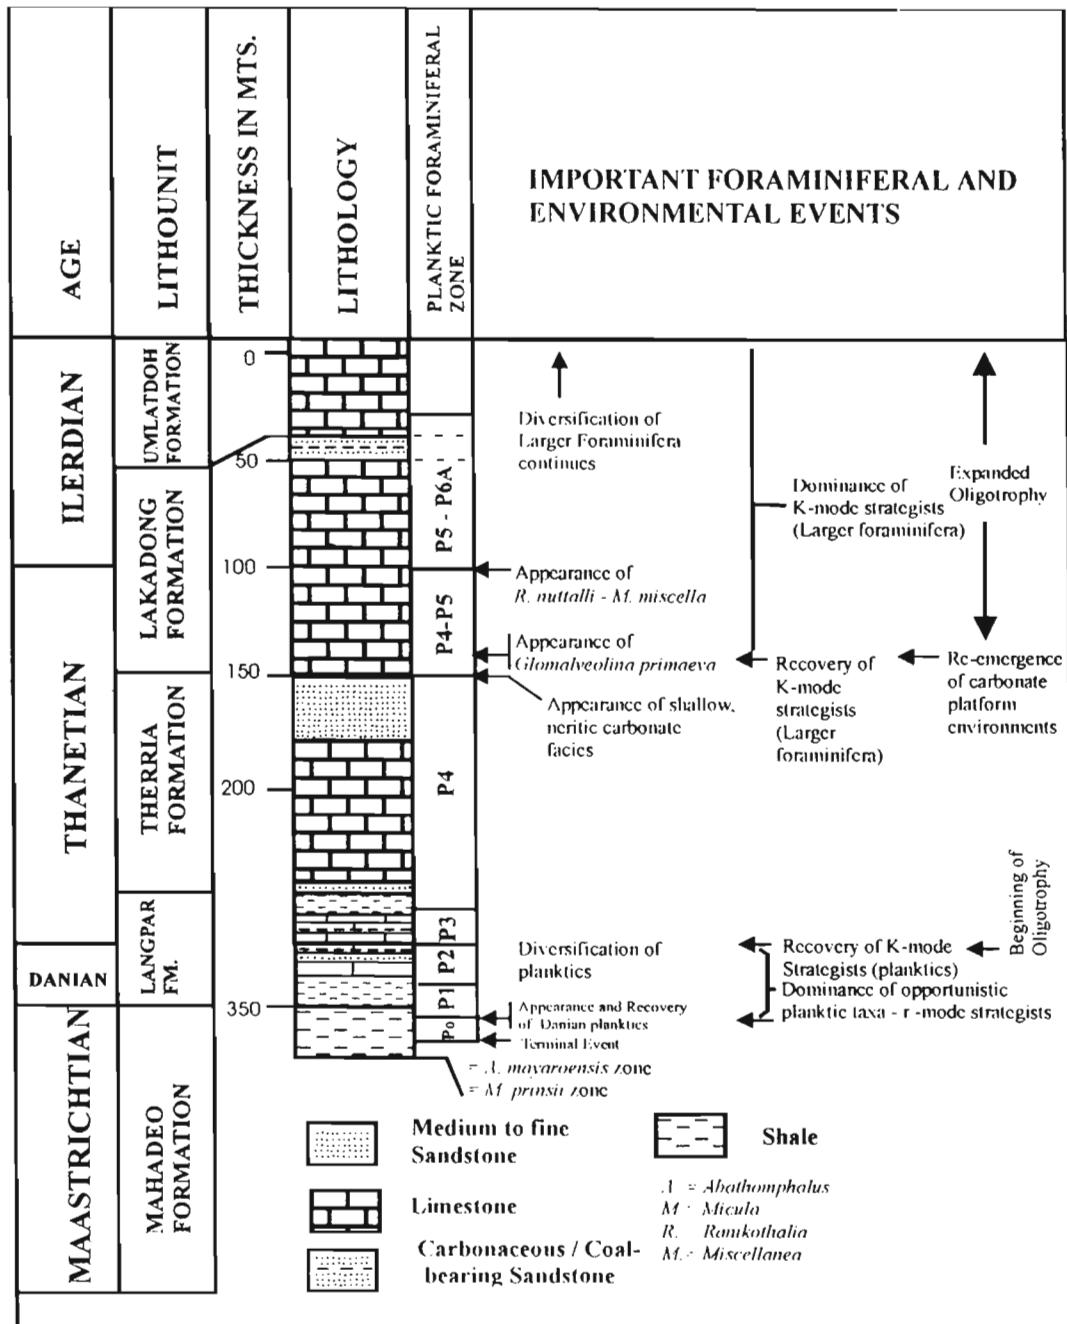 AGE
LITHOUNIT
THICKNESS IN MTS.
LITHOLOGY
PLANKTIC FORAMINIFERAL
ZONE
IMPORTANT FORAMINIFERAL AND
ENVIRONMENTAL EVENTS
ILERDIAN
THANETIAN
DANIAN
MAASTRICHTIAN
UMLATDOH
FORMATION
LAKADONG
FORMATION
THERRIA
FORMATION
LANGPAR
FM.
MAHADEO
FORMATION
0
50
100
150
200
350
P5 - P6A
P4-P5
P4
P3
P2
P1
P0
Diversification of
Larger Foraminifera
continues
Dominance of
K-mode strategists
(Larger foraminifera)
Expanded
Oligotrophy
Appearance of
R. nuttalli - M. miscella
Appearance of
Glomalveolina primaeva
Appearance of shallow,
neritic carbonate
facies
Recovery of
K-mode
strategists
(Larger
foraminifera)
Re-emergence
of carbonate
platform
environments
Beginning of
Oligotrophy
Diversification of
planktics
Recovery of K-mode
Strategists (planktics)
Dominance of opportunistic
planktic taxa - r -mode strategists
Appearance and Recovery
of Danian planktics
Terminal Event
= A. mayaroensis zone
= M. prinsii zone
Medium to fine
Sandstone
Limestone
Carbonaceous / Coal-
bearing Sandstone
Shale
A = Abathomphalus
M = Micula
R. Ranikothalia
M. = Miscellanea